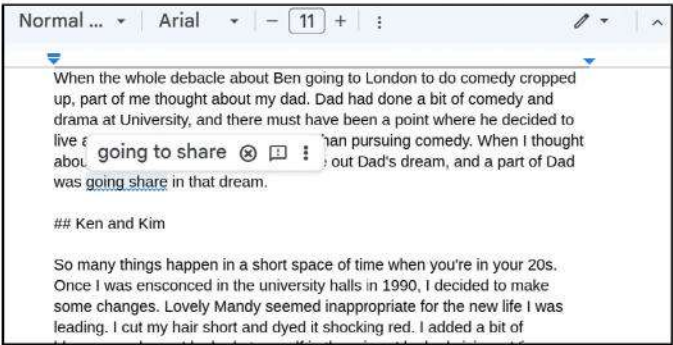 Normal ... Arial − 11 +
When the whole debacle about Ben going to London to do comedy cropped
up, part of me thought about my dad. Dad had done a bit of comedy and
drama at University, and there must have been a point where he decided to
live han pursuing comedy. When I thought
going to share
abou out Dad's dream, and a part of Dad
was going share in that dream.
## Ken and Kim
So many things happen in a short space of time when you're in your 20s.
Once I was ensconced in the university halls in 1990, I decided to make
some changes. Lovely Mandy seemed inappropriate for the new life I was
leading. I cut my hair short and dyed it shocking red. I added a bit of